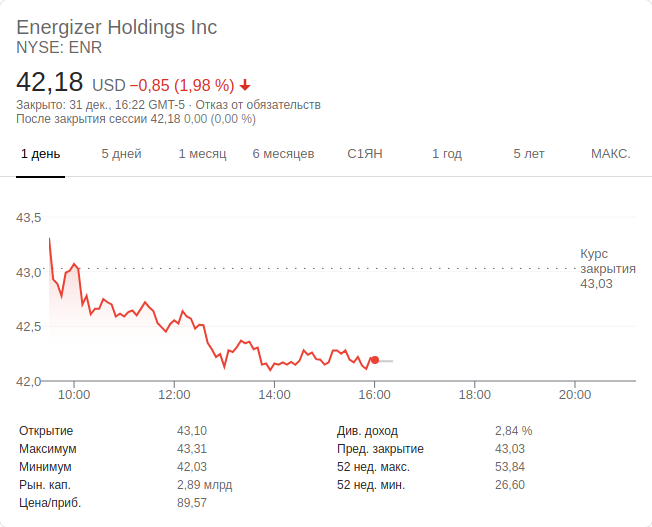 Energizer Holdings Inc
NYSE: ENR
42,18 USD −0,85 (1,98 %)
Закрыто: 31 дек., 16:22 GMT-5 · Отказ от обязательств
После закрытия сессии 42,18 0,00 (0,00 %)
1 день 5 дней 1 месяц 6 месяцев С1ЯН 1 год 5 лет МАКС.
43,5
Курс
43,0 закрытия
43,03
42,5
42,0
10:00 12:00 14:00 16:00 18:00 20:00
Открытие 43,10 Див. доход 2,84 %
Максимум 43,31 Пред. закрытие 43,03
Минимум 42,03 52 нед. макс. 53,84
Рын. кап. 2,89 млрд 52 нед. мин. 26,60
Цена/приб. 89,57